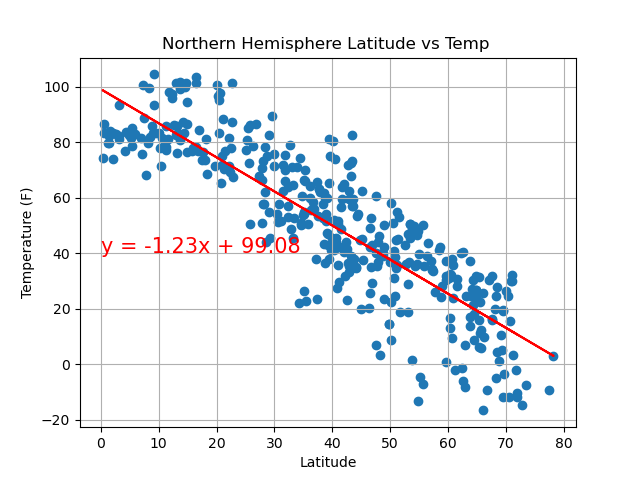 Northern Hemisphere Latitude vs Temp
100
80
60
40
20
0
−20
Temperature (F)
y = -1.23x + 99.08
0 10 20 30 40 50 60 70 80
Latitude